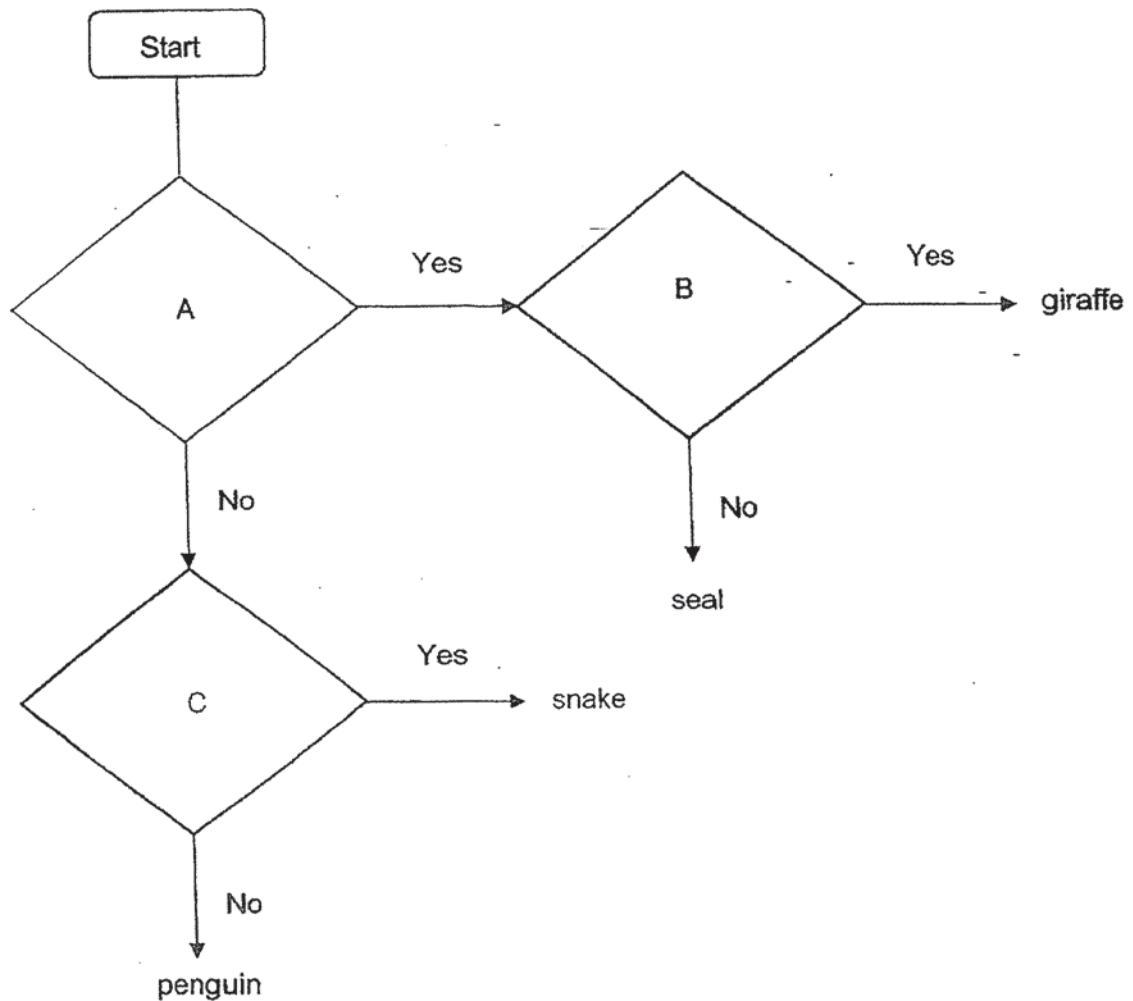 Start
A
Yes
B
Yes
giraffe
No
No
seal
C
Yes
snake
No
penguin